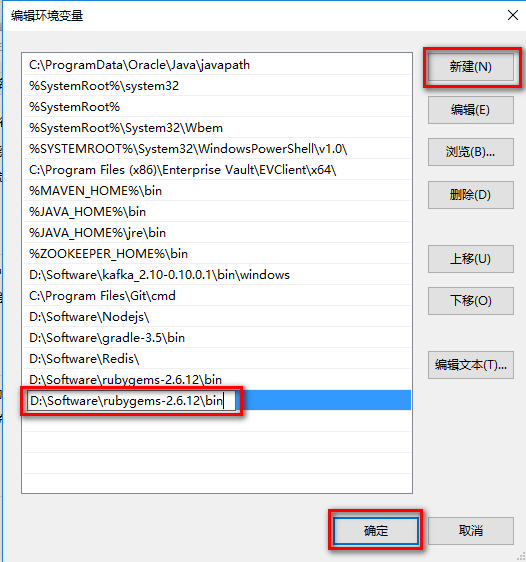 编辑环境变量
C:\ProgramData\Oracle\Java\javapath
%SystemRoot%\system32
%SystemRoot%
%SystemRoot%\System32\Wbem
%SYSTEMROOT%\System32\WindowsPowerShell\v1.0\
C:\Program Files (x86)\Enterprise Vault\EVClient\x64\
%MAVEN_HOME%\bin
%JAVA_HOME%\bin
%JAVA_HOME%\jre\bin
%ZOOKEEPER_HOME%\bin
D:\Software\kafka_2.10-0.10.0.1\bin\windows
C:\Program Files\Git\cmd
D:\Software\Nodejs\
D:\Software\gradle-3.5\bin
D:\Software\Redis\
D:\Software\rubygems-2.6.12\bin
D:\Software\rubygems-2.6.12\bin
新建(N)
编辑(E)
浏览(B)...
删除(D)
上移(U)
下移(O)
编辑文本(T)...
确定
取消